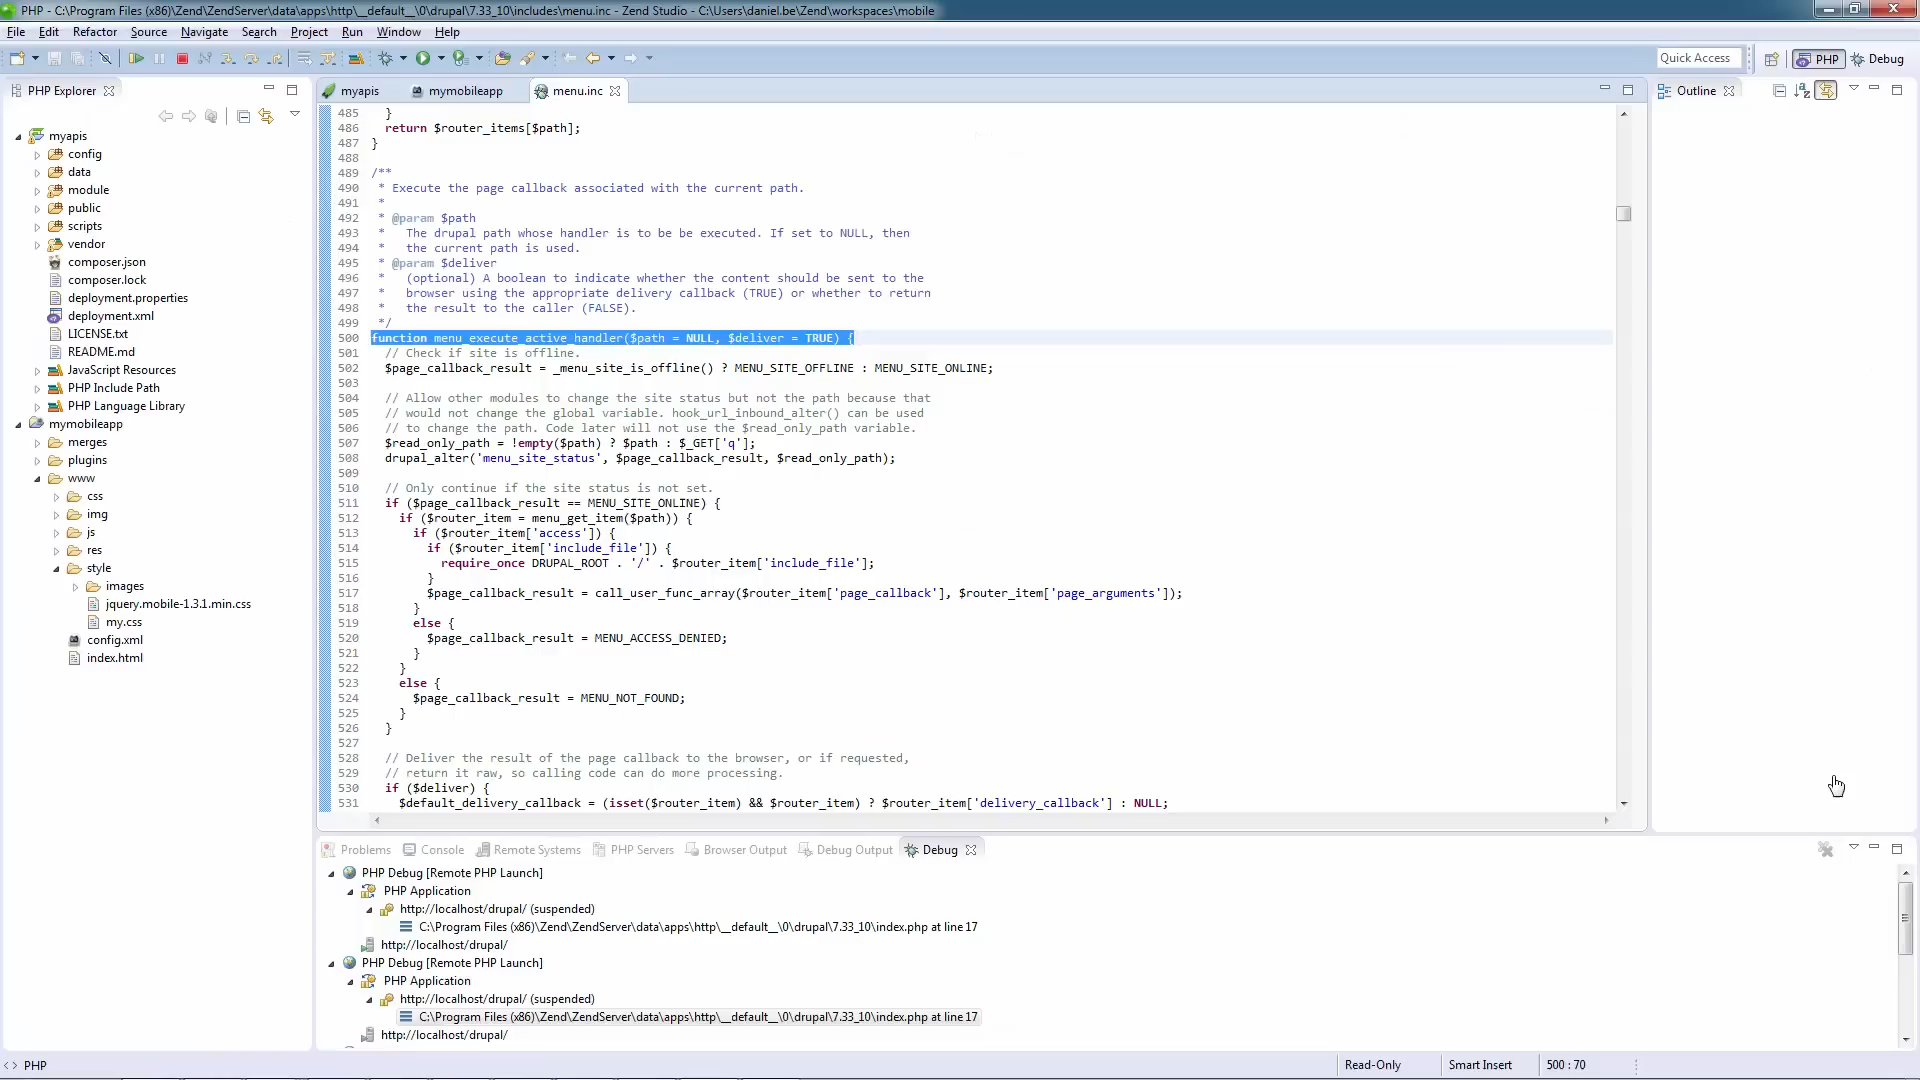 PHP - C:\Program Files (x86)\Zend\ZendServer\data\apps\http\__default__\0\drupal\7.33_10\includes\menu.inc - Zend Studio - C:\Users\daniel.be\Zend\workspaces\mobile
File Edit Refactor Source Navigate Search Project Run Window Help
Quick Access PHP Debug
PHP Explorer
myapis
config
data
module
public
scripts
vendor
composer.json
composer.lock
deployment.properties
deployment.xml
LICENSE.txt
README.md
JavaScript Resources
PHP Include Path
PHP Language Library
mymobileapp
merges
plugins
www
css
img
js
res
style
images
jquery.mobile-1.3.1.min.css
my.css
config.xml
index.html
myapis mymobileapp menu.inc
485 }
486 return $router_items[$path];
487 }
488
489 /**
490 * Execute the page callback associated with the current path.
491 *
492 * @param $path
493 * The drupal path whose handler is to be be executed. If set to NULL, then
494 * the current path is used.
495 * @param $deliver
496 * (optional) A boolean to indicate whether the content should be sent to the
497 * browser using the appropriate delivery callback (TRUE) or whether to return
498 * the result to the caller (FALSE).
499 */
500 function menu_execute_active_handler($path = NULL, $deliver = TRUE) {
501 // Check if site is offline.
502 $page_callback_result = _menu_site_is_offline() ? MENU_SITE_OFFLINE : MENU_SITE_ONLINE;
503
504 // Allow other modules to change the site status but not the path because that
505 // would not change the global variable. hook_url_inbound_alter() can be used
506 // to change the path. Code later will not use the $read_only_path variable.
507 $read_only_path = !empty($path) ? $path : $_GET['q'];
508 drupal_alter('menu_site_status', $page_callback_result, $read_only_path);
509
510 // Only continue if the site status is not set.
511 if ($page_callback_result == MENU_SITE_ONLINE) {
512 if ($router_item = menu_get_item($path)) {
513 if ($router_item['access']) {
514 if ($router_item['include_file']) {
515 require_once DRUPAL_ROOT . '/' . $router_item['include_file'];
516 }
517 $page_callback_result = call_user_func_array($router_item['page_callback'], $router_item['page_arguments']);
518 }
519 else {
520 $page_callback_result = MENU_ACCESS_DENIED;
521 }
522 }
523 else {
524 $page_callback_result = MENU_NOT_FOUND;
525 }
526 }
527
528 // Deliver the result of the page callback to the browser, or if requested,
529 // return it raw, so calling code can do more processing.
530 if ($deliver) {
531 $default_delivery_callback = (isset($router_item) && $router_item) ? $router_item['delivery_callback'] : NULL;
Outline
Problems Console Remote Systems PHP Servers Browser Output Debug Output Debug
PHP Debug [Remote PHP Launch]
PHP Application
http://localhost/drupal/ (suspended)
C:\Program Files (x86)\Zend\ZendServer\data\apps\http\__default__\0\drupal\7.33_10\index.php at line 17
http://localhost/drupal/
PHP Debug [Remote PHP Launch]
PHP Application
http://localhost/drupal/ (suspended)
C:\Program Files (x86)\Zend\ZendServer\data\apps\http\__default__\0\drupal\7.33_10\index.php at line 17
http://localhost/drupal/
PHP Read-Only Smart Insert 500 : 70